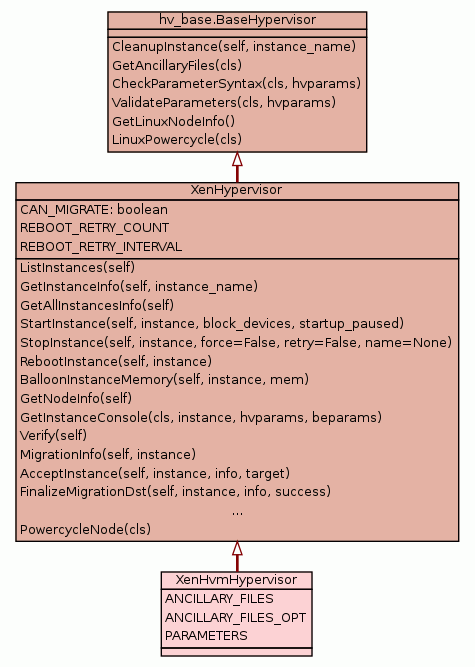 hv_base.BaseHypervisor
CleanupInstance(self, instance_name)
GetAncillaryFiles(cls)
CheckParameterSyntax(cls, hvparams)
ValidateParameters(cls, hvparams)
GetLinuxNodeInfo()
LinuxPowercycle(cls)
XenHypervisor
CAN_MIGRATE: boolean
REBOOT_RETRY_COUNT
REBOOT_RETRY_INTERVAL
ListInstances(self)
GetInstanceInfo(self, instance_name)
GetAllInstancesInfo(self)
StartInstance(self, instance, block_devices, startup_paused)
StopInstance(self, instance, force=False, retry=False, name=None)
RebootInstance(self, instance)
BalloonInstanceMemory(self, instance, mem)
GetNodeInfo(self)
GetInstanceConsole(cls, instance, hvparams, beparams)
Verify(self)
MigrationInfo(self, instance)
AcceptInstance(self, instance, info, target)
FinalizeMigrationDst(self, instance, info, success)
...
PowercycleNode(cls)
XenHvmHypervisor
ANCILLARY_FILES
ANCILLARY_FILES_OPT
PARAMETERS